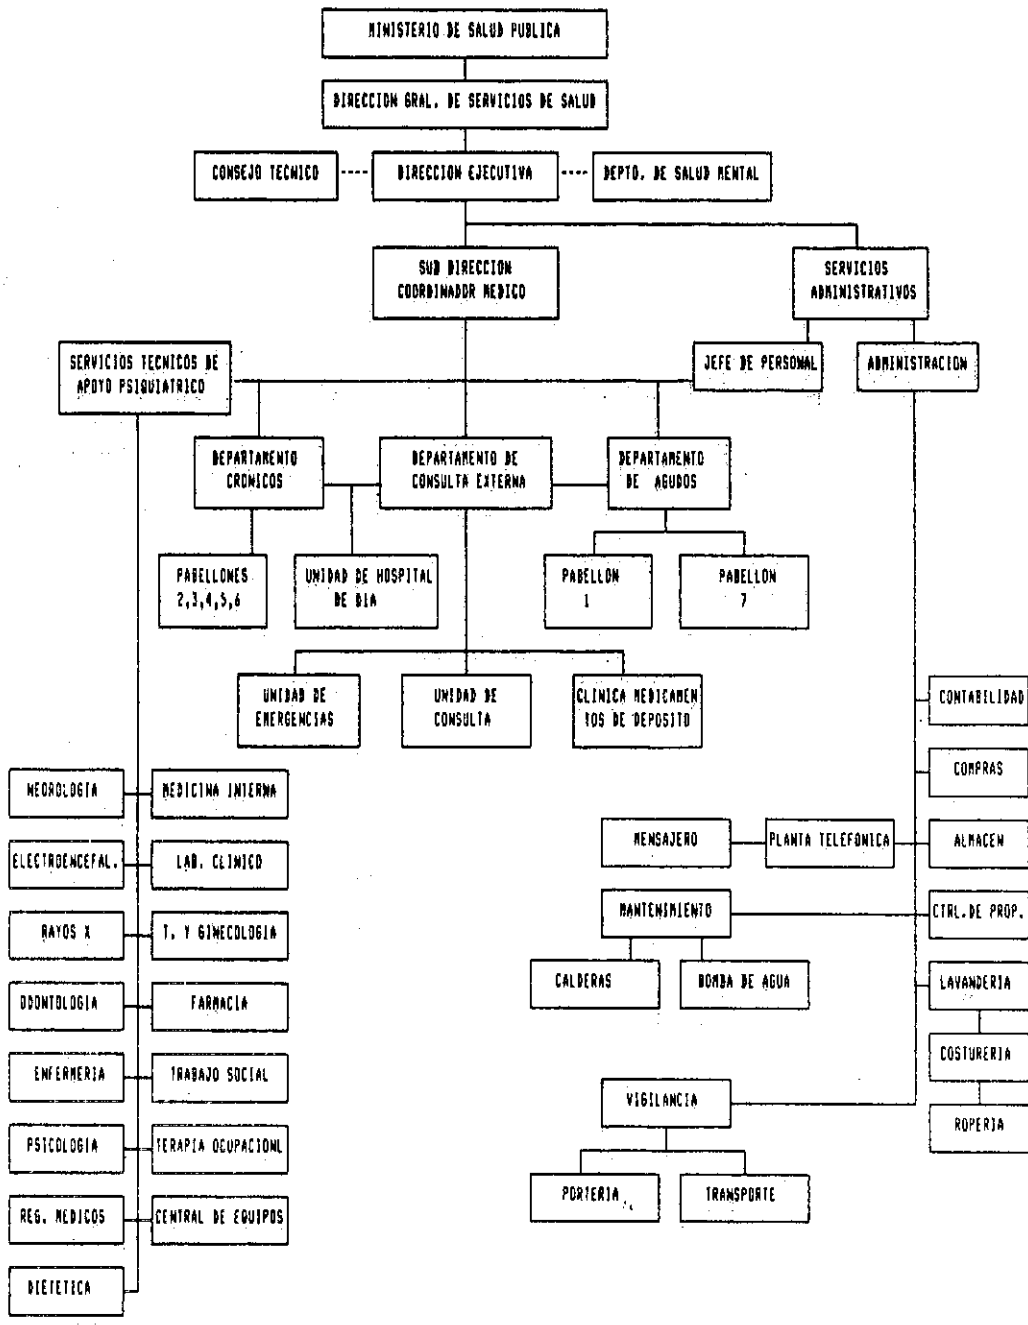 MINISTERIO DE SALUD PUBLICA
DIRECCION GRAL. DE SERVICIOS DE SALUD
CONSEJO TECNICO
DIRECCION EJECUTIVA
DEPTO. DE SALUD MENTAL
SUB DIRECCION
COORDINADOR MEDICO
SERVICIOS
ADMINISTRATIVOS
SERVICIOS TECNICOS DE
APOYO PSIQUIATRICO
JEFE DE PERSONAL
ADMINISTRACION
DEPARTAMENTO
CRONICOS
DEPARTAMENTO DE
CONSULTA EXTERNA
DEPARTAMENTO
DE AGUDOS
PABELLONES
2,3,4,5,6
UNIDAD DE HOSPITAL
DE DIA
PABELLON
1
PABELLON
7
UNIDAD DE
EMERGENCIAS
UNIDAD DE
CONSULTA
CLINICA MEDICAMEN
TOS DE DEPOSITO
CONTABILIDAD
COMPRAS
NEOROLOGIA
MEDICINA INTERNA
MENSAJERO
PLANTA TELEFONICA
ALMACEN
ELECTROENCEFAL.
LAB. CLINICO
MANTENIMIENTO
CTRL. DE PROP.
RAYOS X
T. Y GINECOLOGIA
CALDERAS
BOMBA DE AGUA
LAVANDERIA
ODONTOLOGIA
FARMACIA
COSTURERIA
ENFERMERIA
TRABAJO SOCIAL
VIGILANCIA
ROPERIA
PSICOLOGIA
TERAPIA OCUPACIONL
PORTERIA
TRANSPORTE
REG. MEDICOS
CENTRAL DE EQUIPOS
DIETETICA